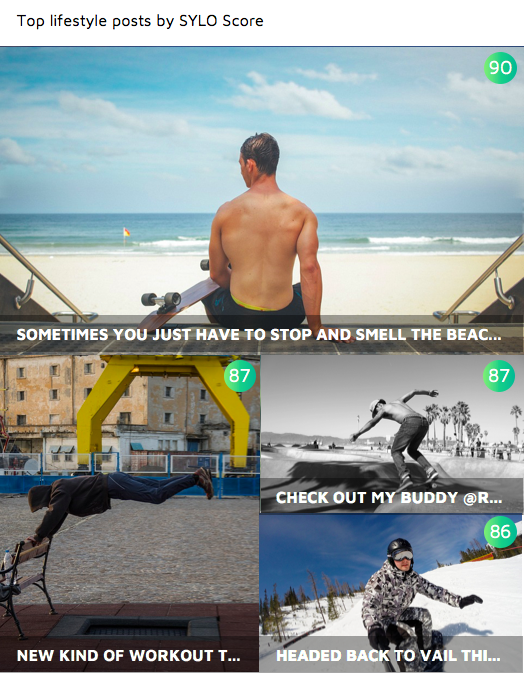 Top lifestyle posts by SYLO Score
90
SOMETIMES YOU JUST HAVE TO STOP AND SMELL THE BEAC...
87
NEW KIND OF WORKOUT T...
87
CHECK OUT MY BUDDY @R...
86
HEADED BACK TO VAIL THI...